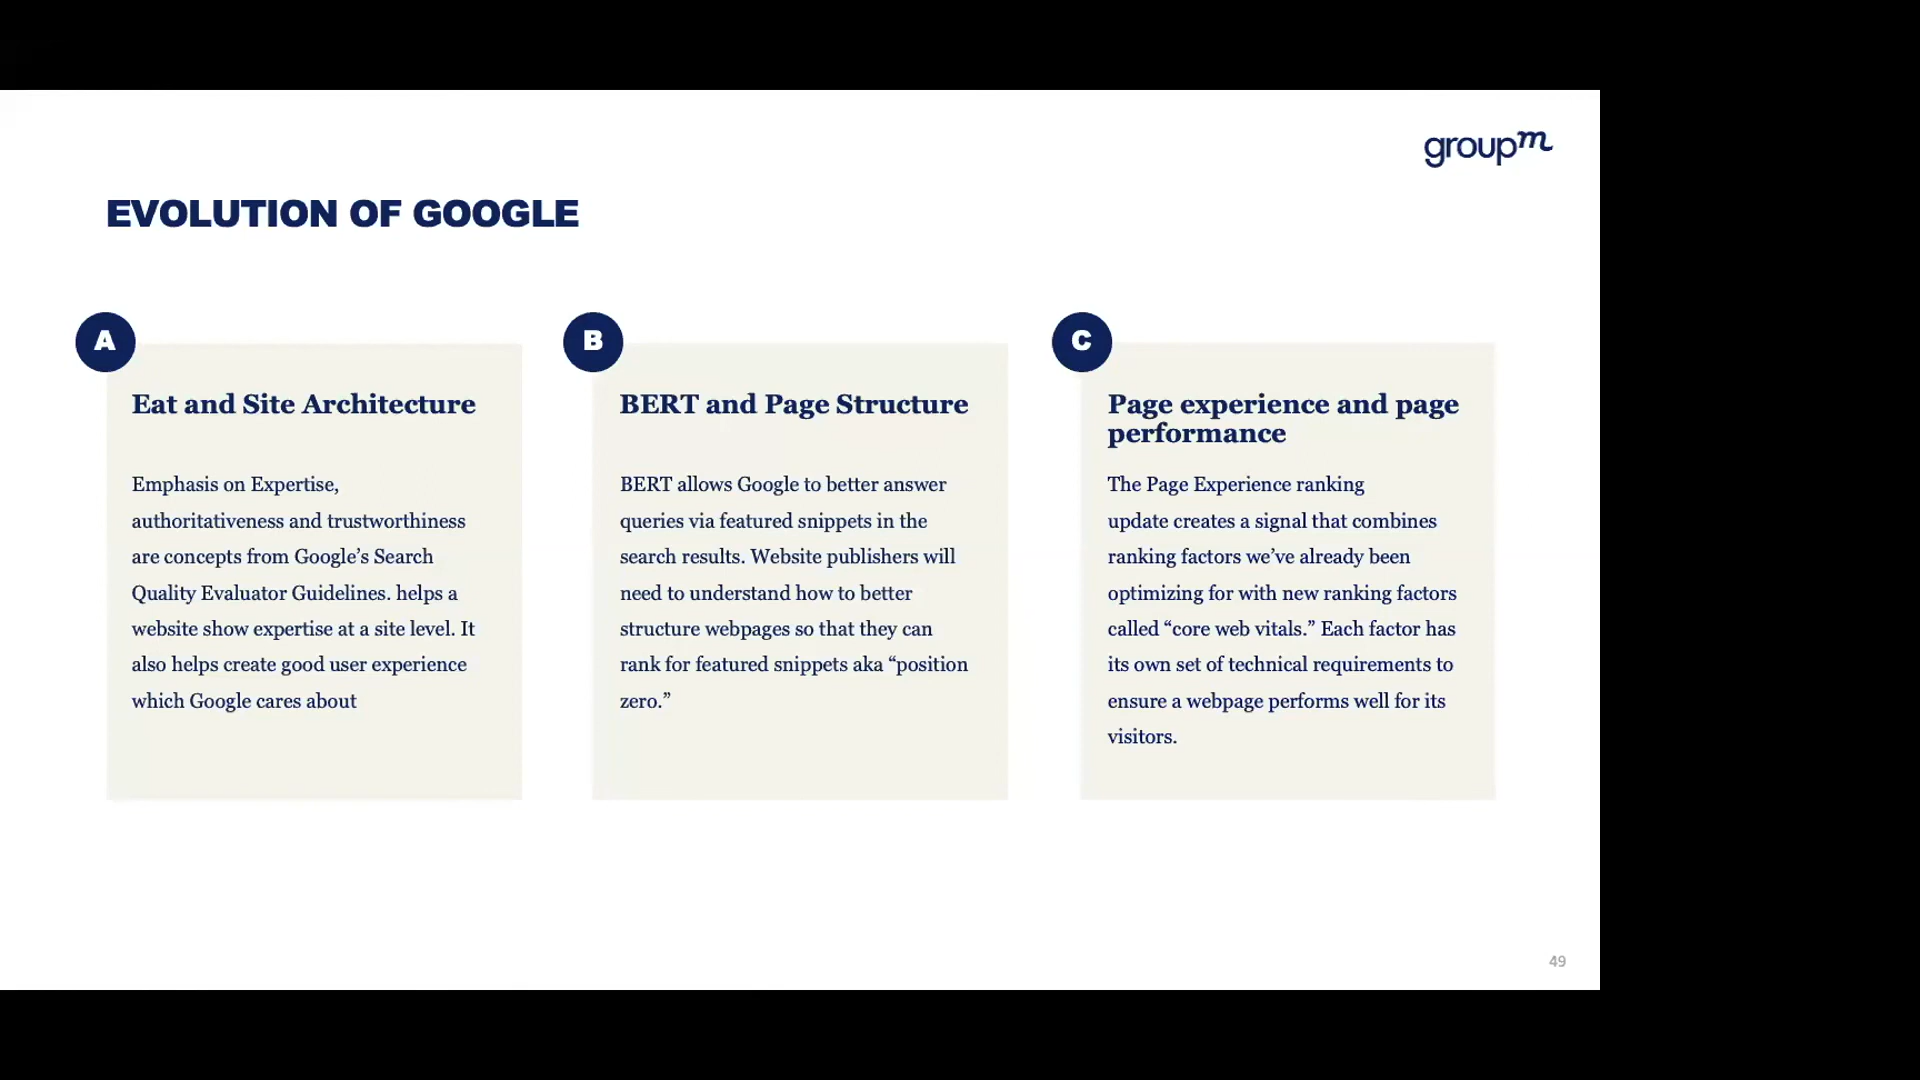 groupm
EVOLUTION OF GOOGLE
A
Eat and Site Architecture
Emphasis on Expertise,
authoritativeness and trustworthiness
are concepts from Google’s Search
Quality Evaluator Guidelines. helps a
website show expertise at a site level. It
also helps create good user experience
which Google cares about
B
BERT and Page Structure
BERT allows Google to better answer
queries via featured snippets in the
search results. Website publishers will
need to understand how to better
structure webpages so that they can
rank for featured snippets aka “position
zero.”
C
Page experience and page
performance
The Page Experience ranking
update creates a signal that combines
ranking factors we’ve already been
optimizing for with new ranking factors
called “core web vitals.” Each factor has
its own set of technical requirements to
ensure a webpage performs well for its
visitors.
49